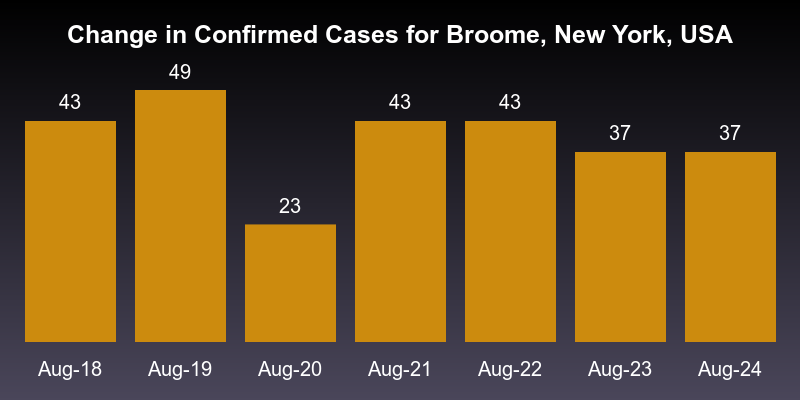 Change in Confirmed Cases for Broome, New York, USA
43 49 23 43 43 37 37
Aug-18 Aug-19 Aug-20 Aug-21 Aug-22 Aug-23 Aug-24